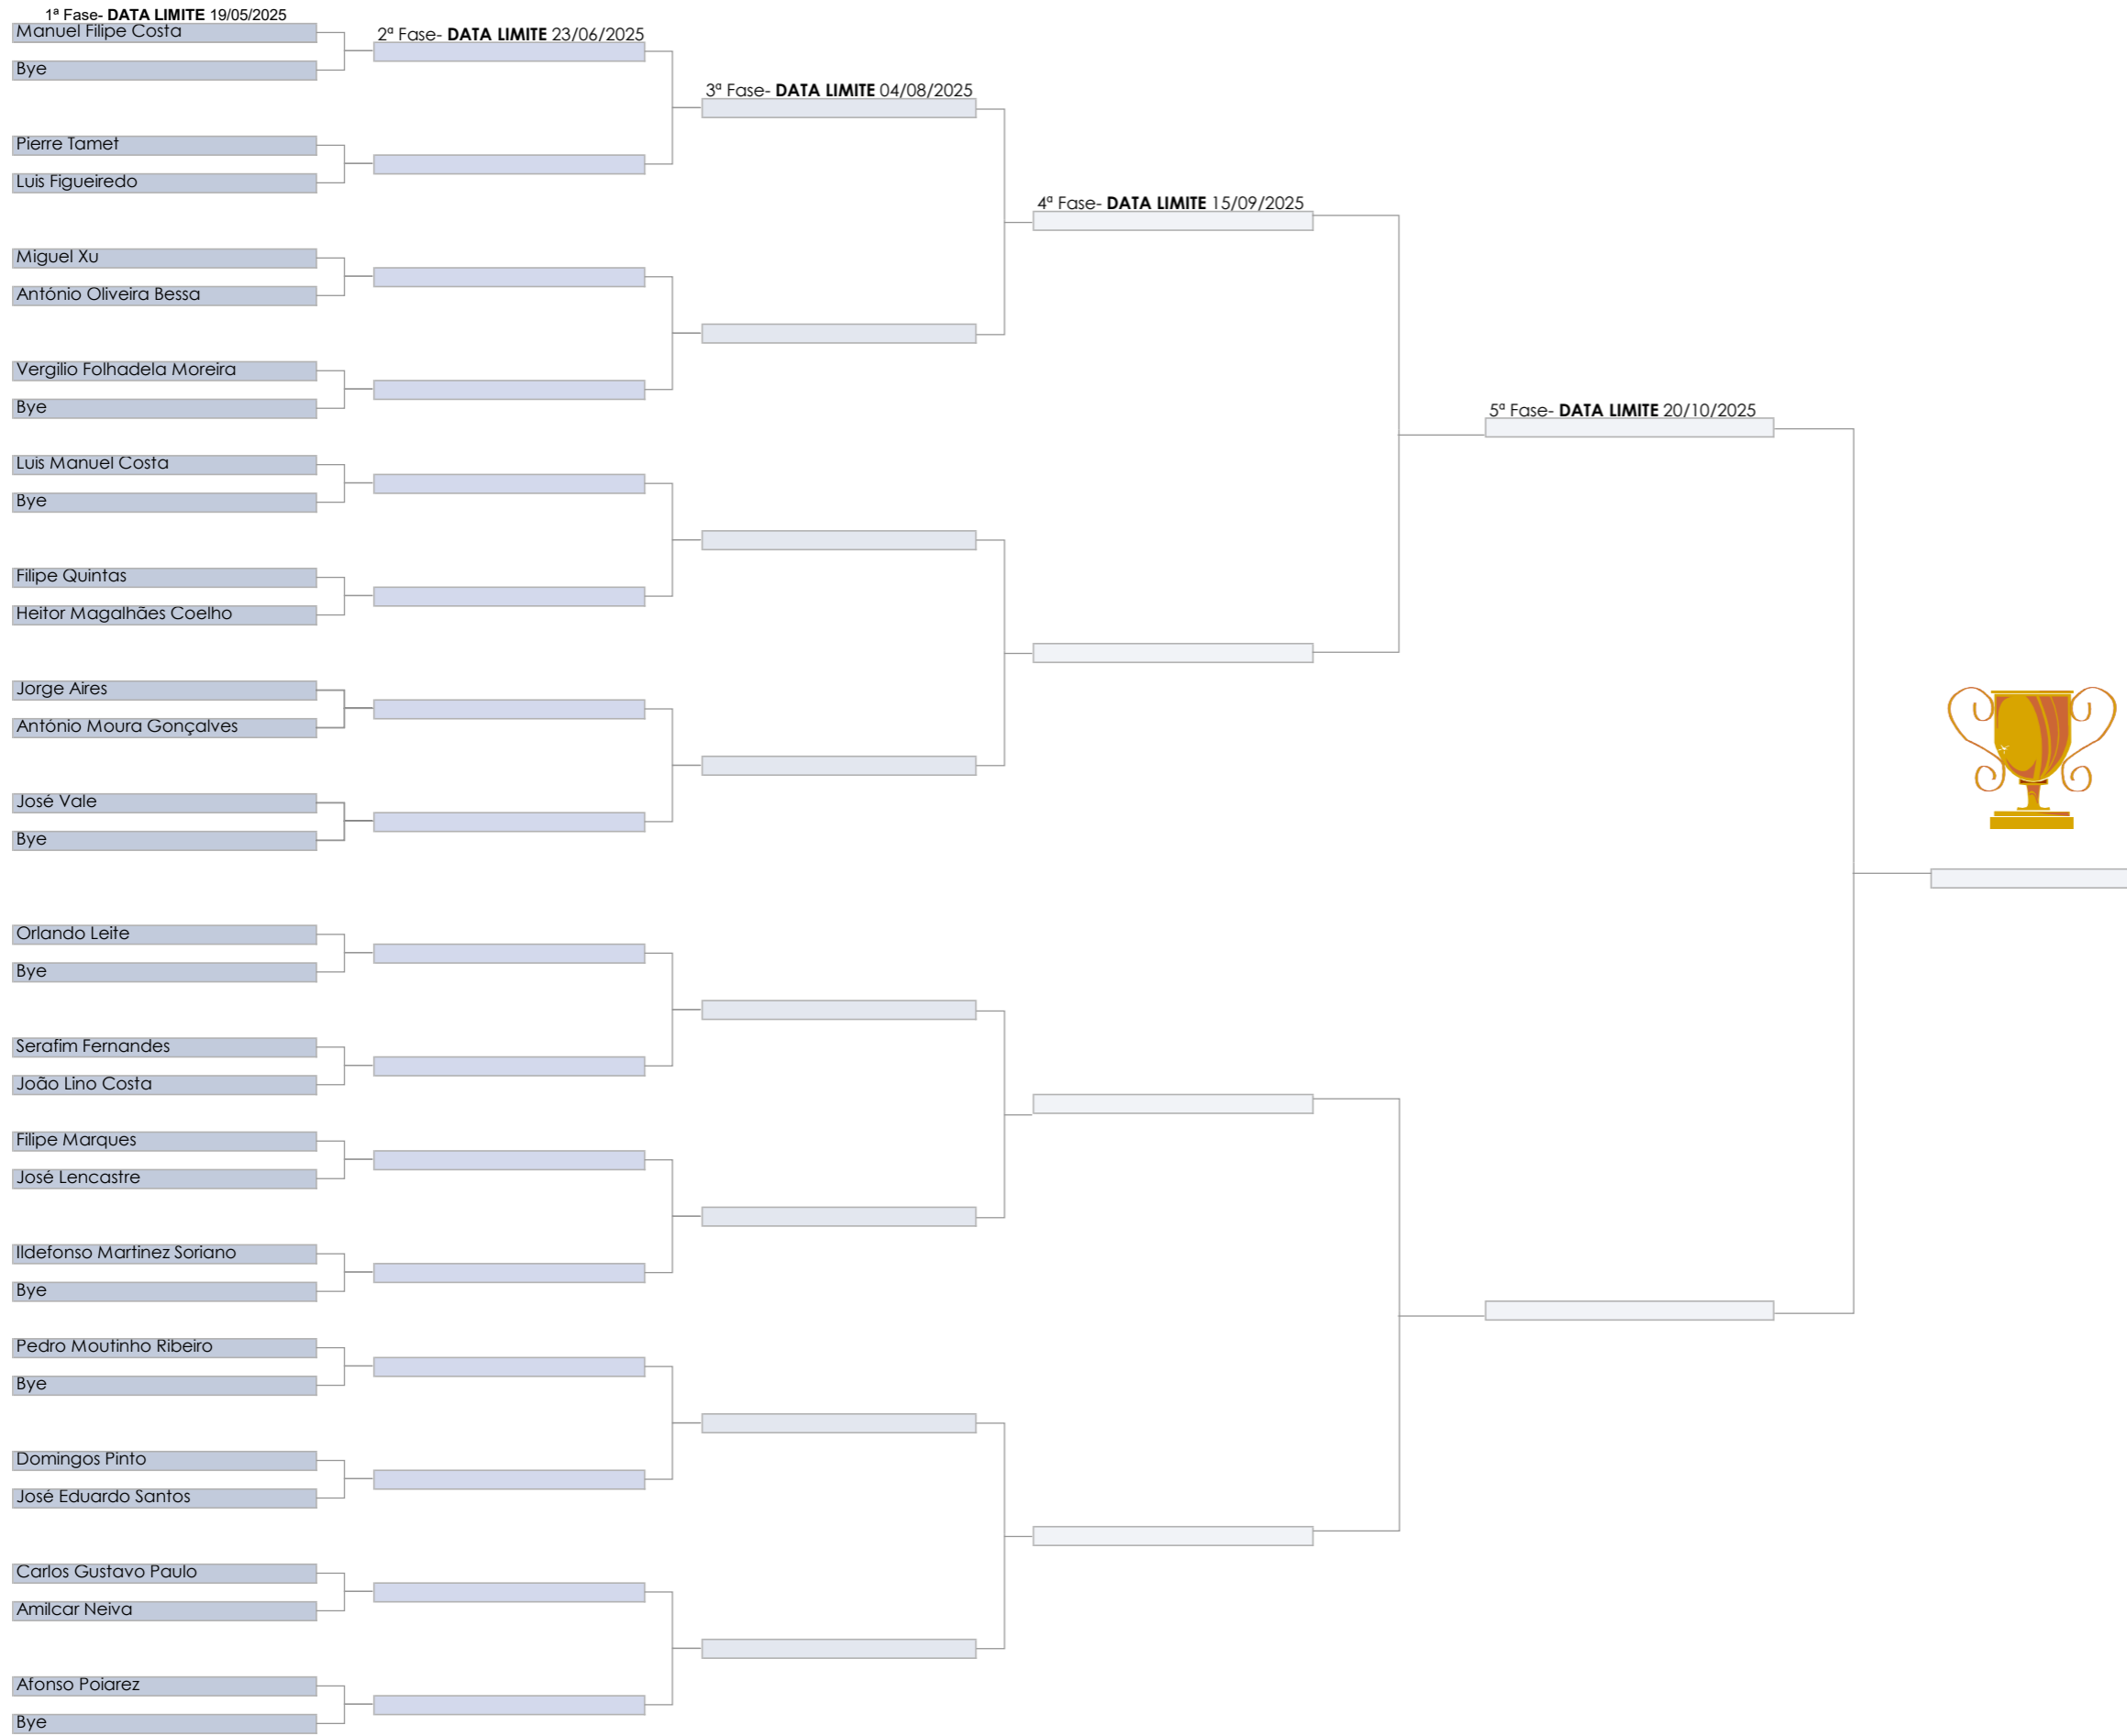 1ª Fase- DATA LIMITE 19/05/2025
Manuel Filipe Costa
2ª Fase- DATA LIMITE 23/06/2025
Bye
3ª Fase- DATA LIMITE 04/08/2025
Pierre Tamet
Luis Figueiredo
4ª Fase- DATA LIMITE 15/09/2025
Miguel Xu
António Oliveira Bessa
Vergilio Folhadela Moreira
Bye
5ª Fase- DATA LIMITE 20/10/2025
Luis Manuel Costa
Bye
Filipe Quintas
Heitor Magalhães Coelho
Jorge Aires
António Moura Gonçalves
José Vale
Bye
Orlando Leite
Bye
Serafim Fernandes
João Lino Costa
Filipe Marques
José Lencastre
Ildefonso Martinez Soriano
Bye
Pedro Moutinho Ribeiro
Bye
Domingos Pinto
José Eduardo Santos
Carlos Gustavo Paulo
Amilcar Neiva
Afonso Poiarez
Bye